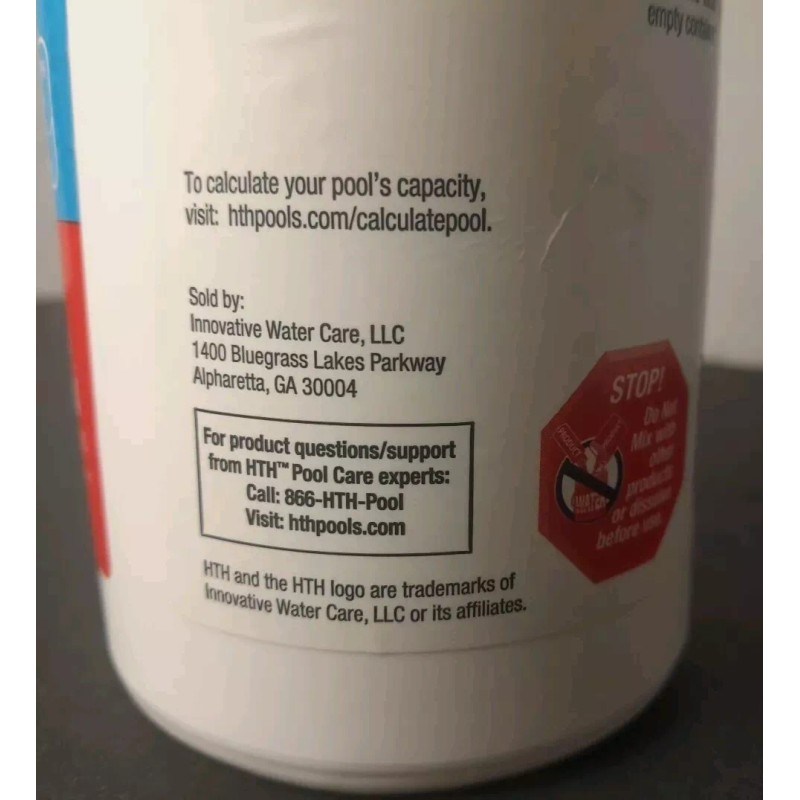 empty
To calculate your pool's capacity,
visit: hthpools.com/calculatepool.
Sold by:
Innovative Water Care, LLC
1400 Bluegrass Lakes Parkway
Alpharetta, GA 30004
For product questions/support
from HTH™ Pool Care experts:
Call: 866-HTH-Pool
Visit: hthpools.com
HTH and the HTH logo are trademarks of
Innovative Water Care, LLC or its affiliates.
STOP!
Do Not
Mix with
other
products
or dissolve
before use.
PRODUCT
WATER